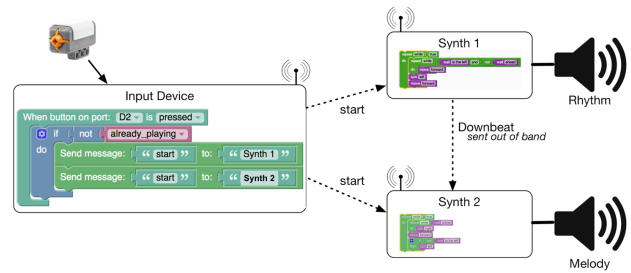 Input Device
When button on port: D2 is pressed
if not already_playing
do Send message: “ start ” to: “ Synth 1 ”
Send message: “ start ” to: “ Synth 2 ”
start
start
Synth 1
Rhythm
Downbeat
sent out of band
Synth 2
Melody